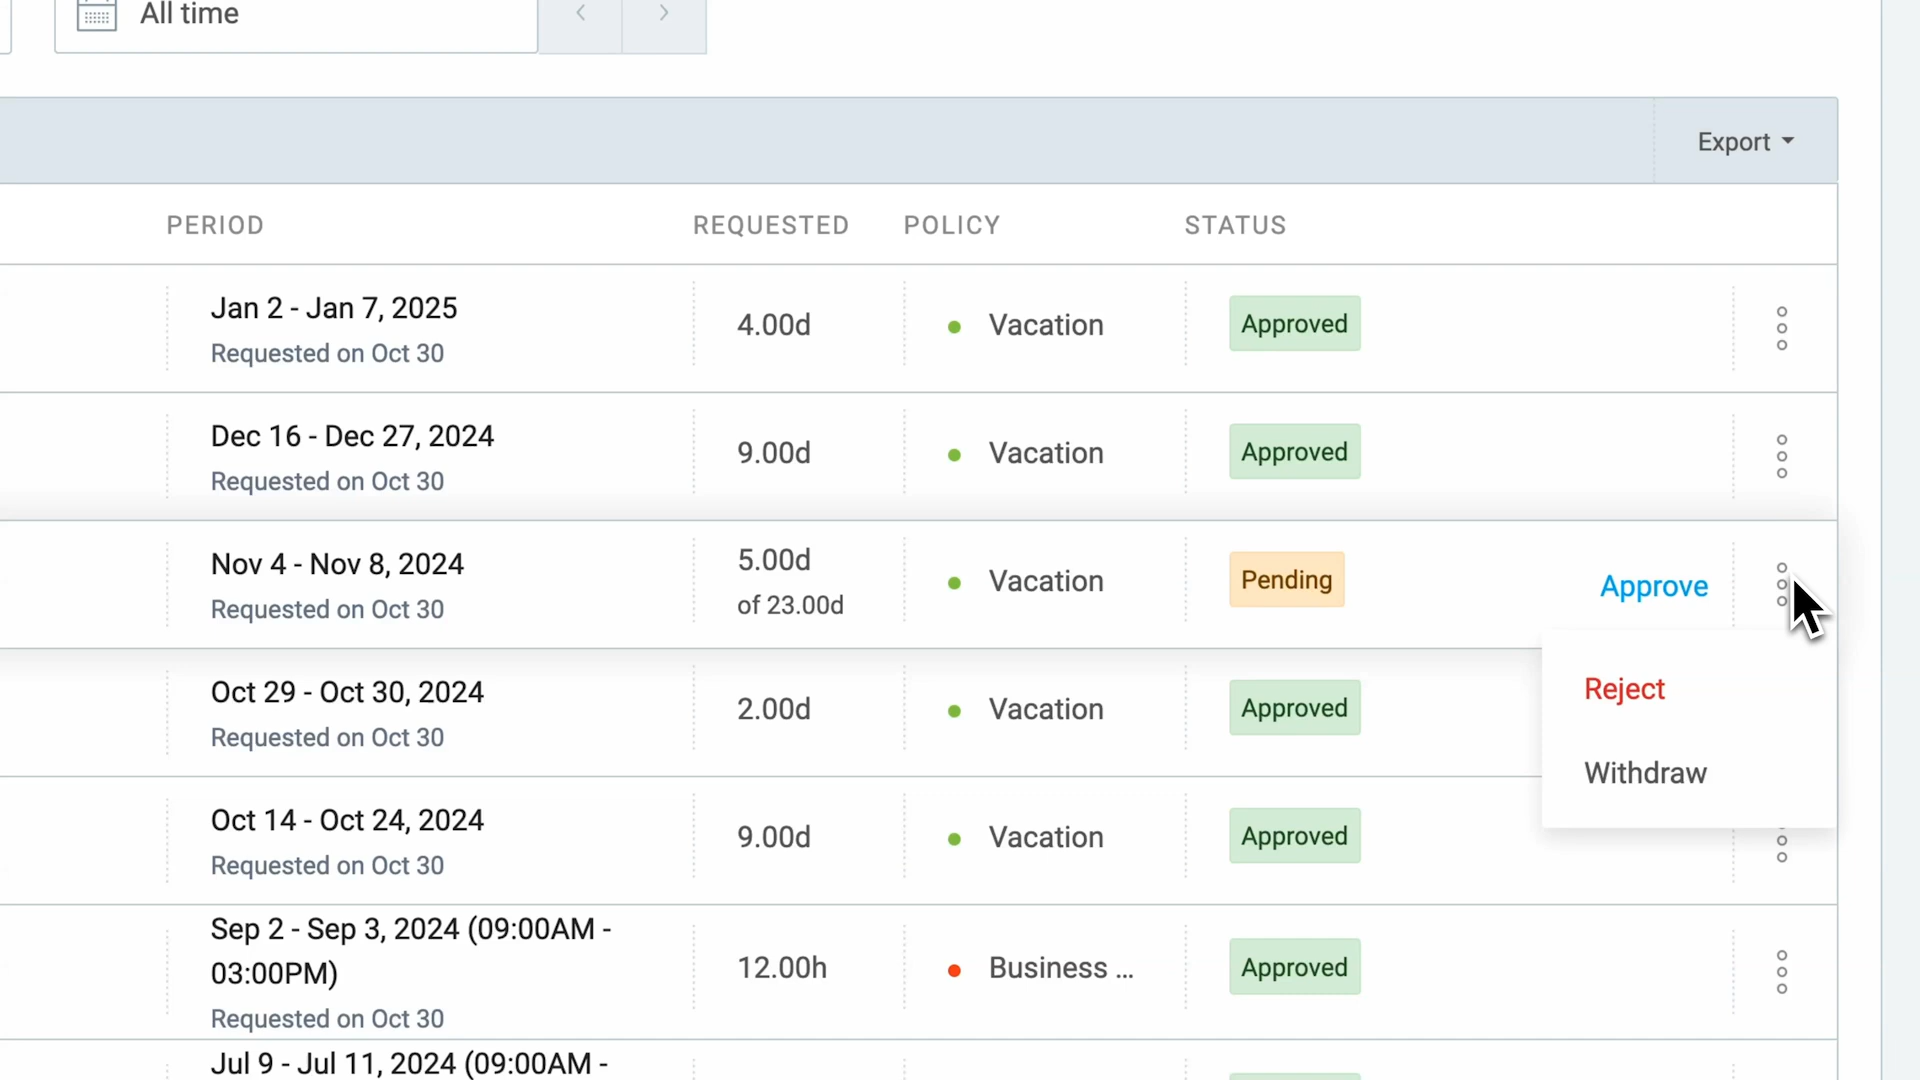 All time
Export
PERIOD
REQUESTED
POLICY
STATUS
Jan 2 - Jan 7, 2025
Requested on Oct 30
4.00d
Vacation
Approved
Dec 16 - Dec 27, 2024
Requested on Oct 30
9.00d
Vacation
Approved
Nov 4 - Nov 8, 2024
Requested on Oct 30
5.00d
of 23.00d
Vacation
Pending
Approve
Reject
Withdraw
Oct 29 - Oct 30, 2024
Requested on Oct 30
2.00d
Vacation
Approved
Oct 14 - Oct 24, 2024
Requested on Oct 30
9.00d
Vacation
Approved
Sep 2 - Sep 3, 2024 (09:00AM -
03:00PM)
Requested on Oct 30
12.00h
Business ...
Approved
Jul 9 - Jul 11, 2024 (09:00AM -